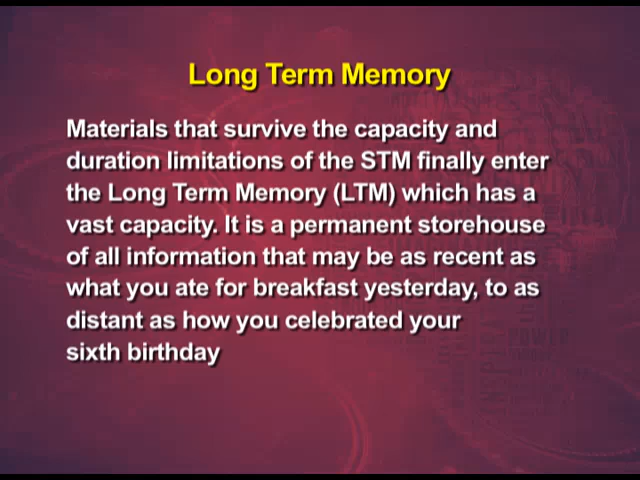 Long Term Memory
Materials that survive the capacity and
duration limitations of the STM finally enter
the Long Term Memory (LTM) which has a
vast capacity. It is a permanent storehouse
of all information that may be as recent as
what you ate for breakfast yesterday, to as
distant as how you celebrated your
sixth birthday
POWER